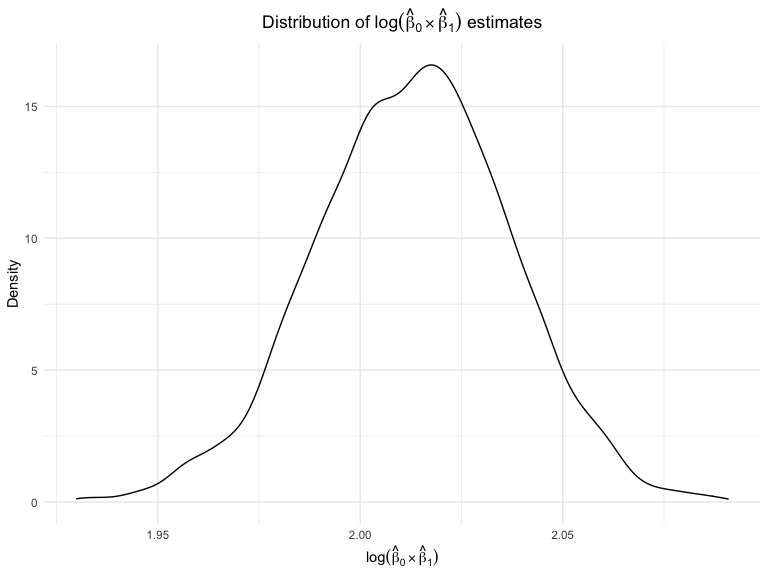 Distribution of log(β̂₀ × β̂₁) estimates
15
10
5
0
Density
1.95
2.00
2.05
log(β̂₀ × β̂₁)